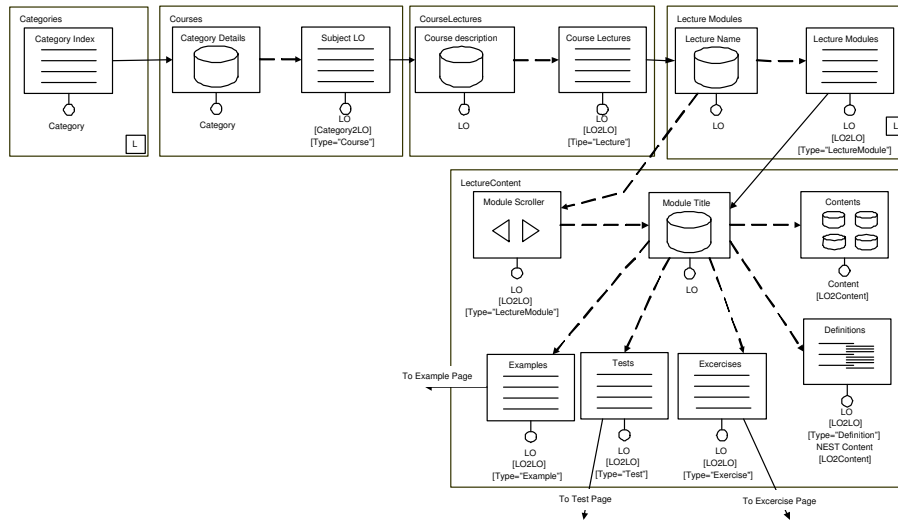 Categories
Category Index
Category
L
Courses
Category Details
Category
Subject LO
LO
[Category2LO]
[Type="Course"]
CourseLectures
Course description
LO
Course Lectures
LO
[LO2LO]
[Tipe="Lecture"]
Lecture Modules
Lecture Name
LO
Lecture Modules
LO
[LO2LO]
[Type="LectureModule"]
L
LectureContent
Module Scroller
LO
[LO2LO]
[Type="LectureModule"]
Module Title
LO
Contents
Content
[LO2Content]
Definitions
LO
[LO2LO]
[Type="Definition"]
NEST Content
[LO2Content]
To Example Page
Examples
LO
[LO2LO]
[Type="Example"]
Tests
LO
[LO2LO]
[Type="Test"]
Excercises
LO
[LO2LO]
[Type="Exercise"]
To Test Page
To Excercise Page